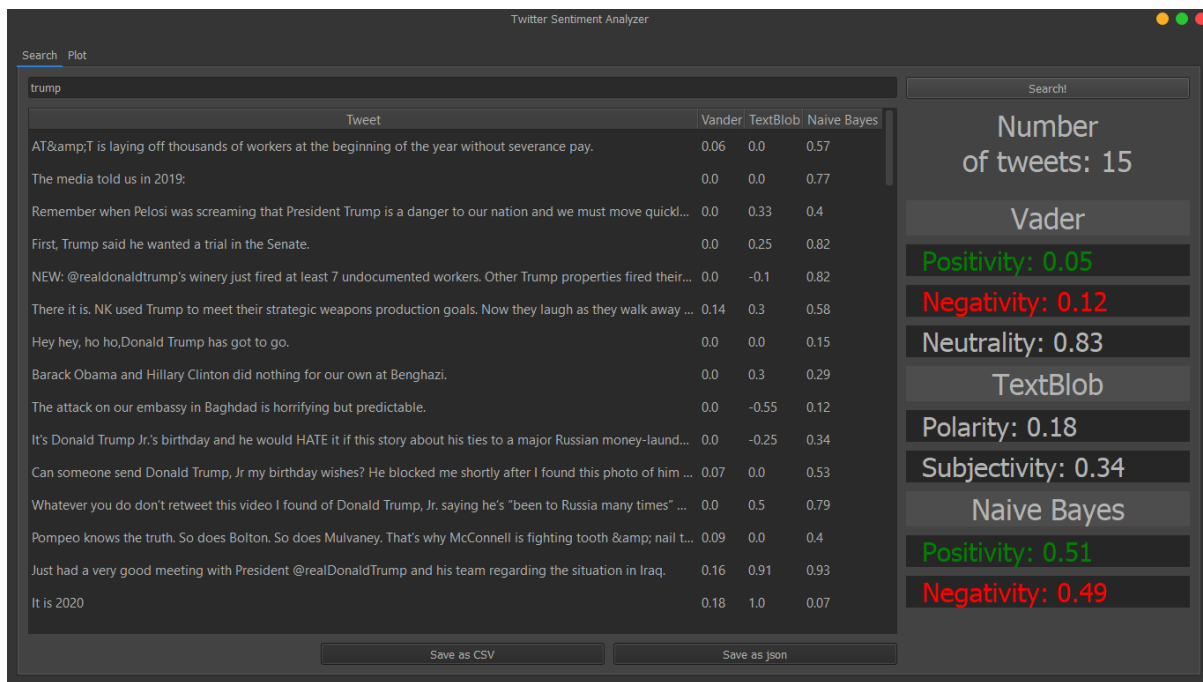 Twitter Sentiment Analyzer
Search Plot
trump
Search!
Tweet Vander TextBlob Naive Bayes
AT&amp;T is laying off thousands of workers at the beginning of the year without severance pay. 0.06 0.0 0.57
The media told us in 2019: 0.0 0.0 0.77
Remember when Pelosi was screaming that President Trump is a danger to our nation and we must move quickl... 0.0 0.33 0.4
First, Trump said he wanted a trial in the Senate. 0.0 0.25 0.82
NEW: @realdonaldtrump's winery just fired at least 7 undocumented workers. Other Trump properties fired their... 0.0 -0.1 0.82
There it is. NK used Trump to meet their strategic weapons production goals. Now they laugh as they walk away ... 0.14 0.3 0.58
Hey hey, ho ho,Donald Trump has got to go. 0.0 0.0 0.15
Barack Obama and Hillary Clinton did nothing for our own at Benghazi. 0.0 0.3 0.29
The attack on our embassy in Baghdad is horrifying but predictable. 0.0 -0.55 0.12
It's Donald Trump Jr.'s birthday and he would HATE it if this story about his ties to a major Russian money-laund... 0.0 -0.25 0.34
Can someone send Donald Trump, Jr my birthday wishes? He blocked me shortly after I found this photo of him ... 0.07 0.0 0.53
Whatever you do don't retweet this video I found of Donald Trump, Jr. saying he's "been to Russia many times" ... 0.0 0.5 0.79
Pompeo knows the truth. So does Bolton. So does Mulvaney. That's why McConnell is fighting tooth &amp; nail t... 0.09 0.0 0.4
Just had a very good meeting with President @realDonaldTrump and his team regarding the situation in Iraq. 0.16 0.91 0.93
It is 2020 0.18 1.0 0.07
Save as CSV Save as json
Number
of tweets: 15
Vader
Positivity: 0.05
Negativity: 0.12
Neutrality: 0.83
TextBlob
Polarity: 0.18
Subjectivity: 0.34
Naive Bayes
Positivity: 0.51
Negativity: 0.49